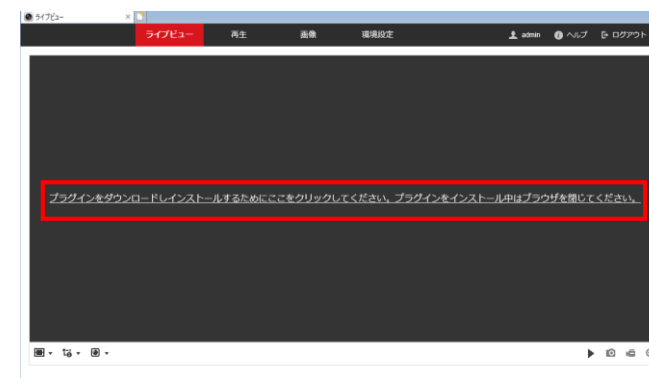 ライブビュー
ライブビュー 再生 画像 環境設定 admin ヘルプ ログアウト
プラグインをダウンロードしインストールするためにここをクリックしてください。プラグインをインストール中はブラウザを閉じてください。